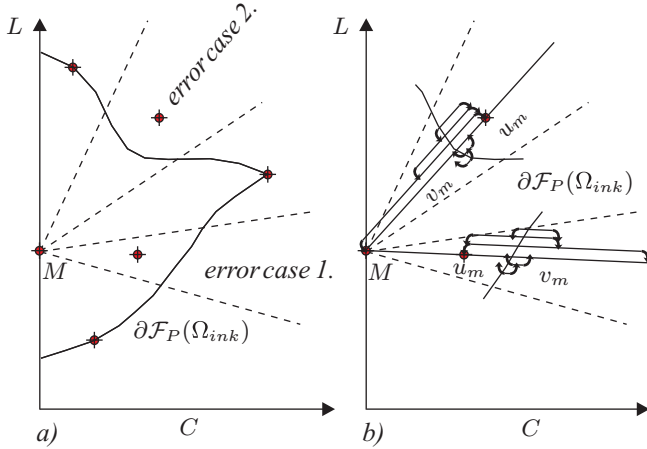 L
error case 2.
M
error case 1.
∂F_P(Ω_ink)
C
a)
L
u_m
v_m
∂F_P(Ω_ink)
M
u_m
v_m
C
b)